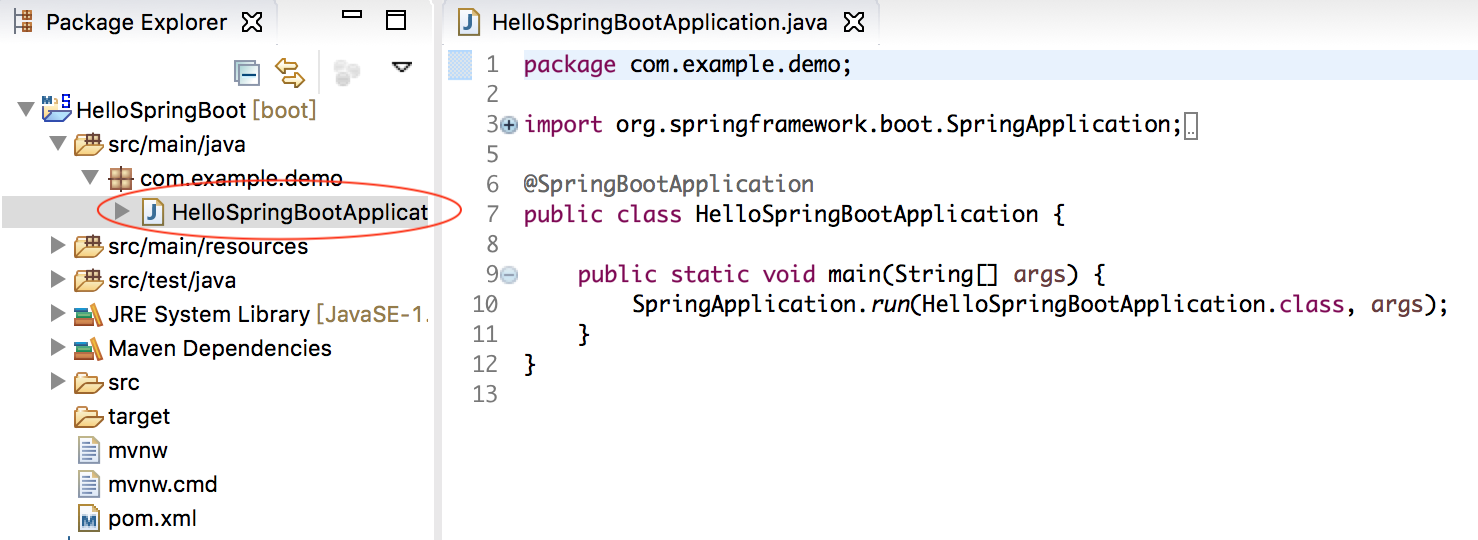 Package Explorer
HelloSpringBoot [boot]
src/main/java
com.example.demo
HelloSpringBootApplicat
src/main/resources
src/test/java
JRE System Library [JavaSE-1.
Maven Dependencies
src
target
mvnw
mvnw.cmd
pom.xml
HelloSpringBootApplication.java
1 package com.example.demo;
2
3 import org.springframework.boot.SpringApplication;
5
6 @SpringBootApplication
7 public class HelloSpringBootApplication {
8
9 public static void main(String[] args) {
10 SpringApplication.run(HelloSpringBootApplication.class, args);
11 }
12 }
13